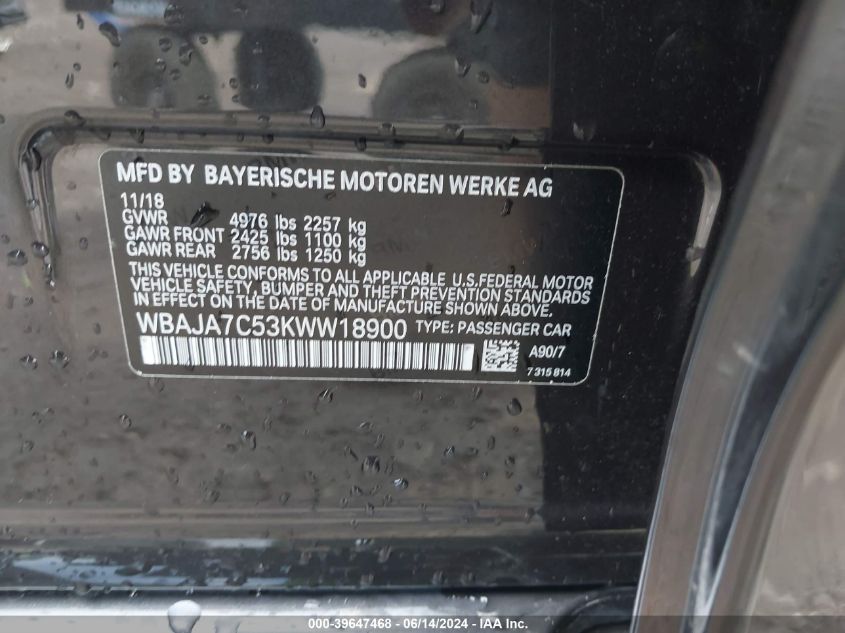 MFD BY BAYERISCHE MOTOREN WERKE AG
11/18
GVWR 4976 lbs 2257 kg
GAWR FRONT 2425 lbs 1100 kg
GAWR REAR 2756 lbs 1250 kg
THIS VEHICLE CONFORMS TO ALL APPLICABLE U.S.FEDERAL MOTOR
VEHICLE SAFETY, BUMPER AND THEFT PREVENTION STANDARDS
IN EFFECT ON THE DATE OF MANUFACTURE SHOWN ABOVE.
WBAJA7C53KWW18900 TYPE: PASSENGER CAR
A90/7
7 315 814
000-39647468 - 06/14/2024 - IAA Inc.